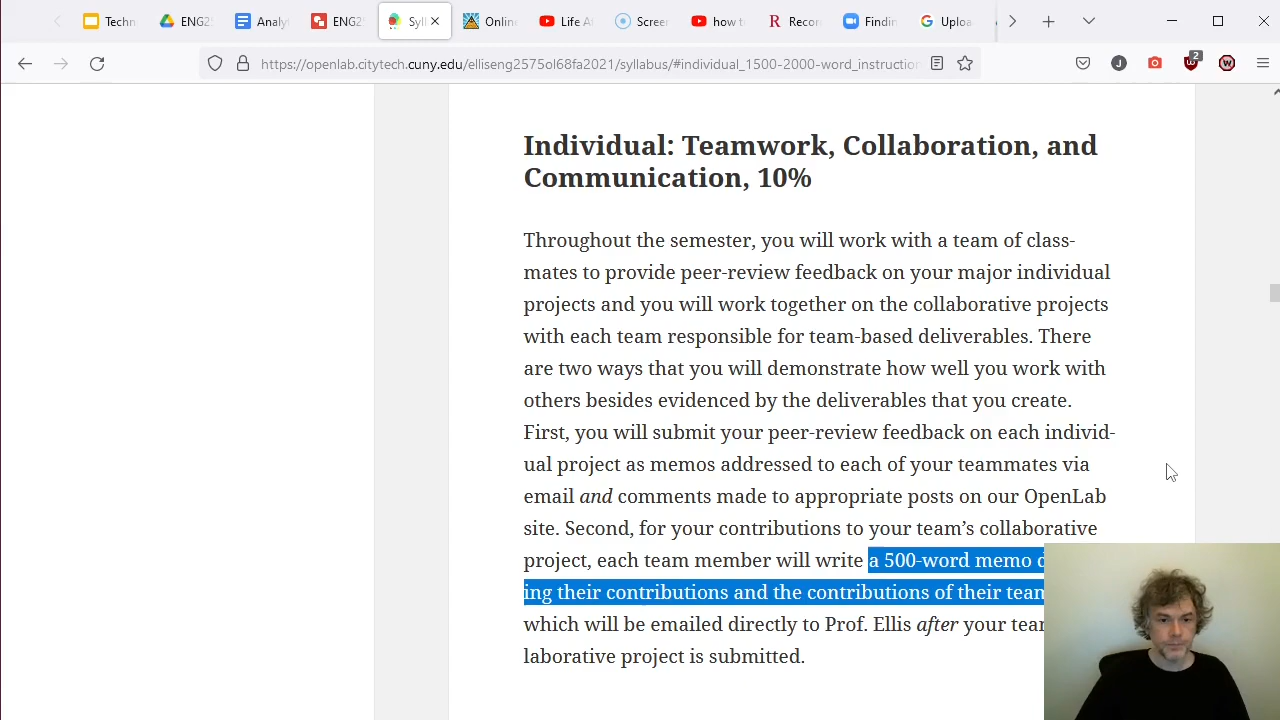 Techn
ENG2
Analy
ENG2
Syll
Onlin
Life A
Scree
how t
Recor
Findin
Uploa
https://openlab.citytech.cuny.edu/elliseng2575ol68fa2021/syllabus/#individual_1500-2000-word_instruction
J
2
Individual: Teamwork, Collaboration, and
Communication, 10%
Throughout the semester, you will work with a team of class-
mates to provide peer-review feedback on your major individual
projects and you will work together on the collaborative projects
with each team responsible for team-based deliverables. There
are two ways that you will demonstrate how well you work with
others besides evidenced by the deliverables that you create.
First, you will submit your peer-review feedback on each individ-
ual project as memos addressed to each of your teammates via
email and comments made to appropriate posts on our OpenLab
site. Second, for your contributions to your team's collaborative
project, each team member will write a 500-word memo
ing their contributions and the contributions of their team
which will be emailed directly to Prof. Ellis after your team
laborative project is submitted.